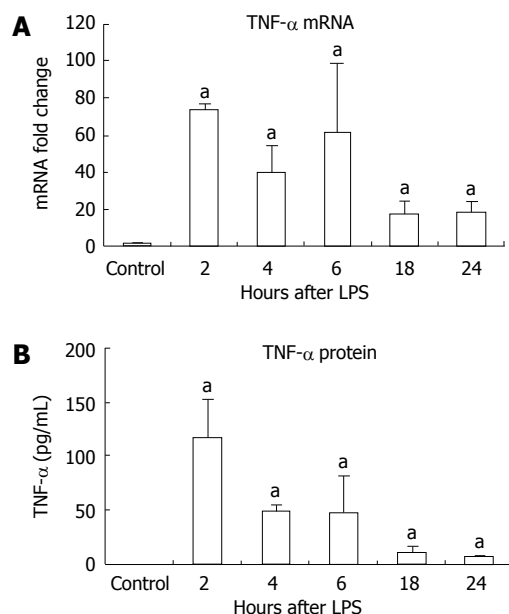 A
TNF-α mRNA
mRNA fold change
120
100
80
60
40
20
0
a
a
a
a
a
Control
2
4
6
18
24
Hours after LPS
B
TNF-α protein
TNF-α (pg/mL)
200
150
100
50
0
a
a
a
a
a
Control
2
4
6
18
24
Hours after LPS